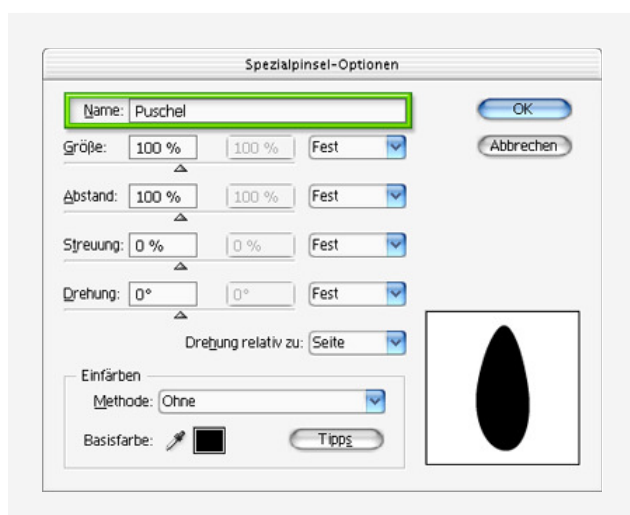 Spezialpinsel-Optionen
Name: Puschel
OK
Größe: 100 % 100 % Fest
Abbrechen
Abstand: 100 % 100 % Fest
Streuung: 0 % 0 % Fest
Drehung: 0° 0° Fest
Drehung relativ zu: Seite
Einfärben
Methode: Ohne
Basisfarbe: Tipps